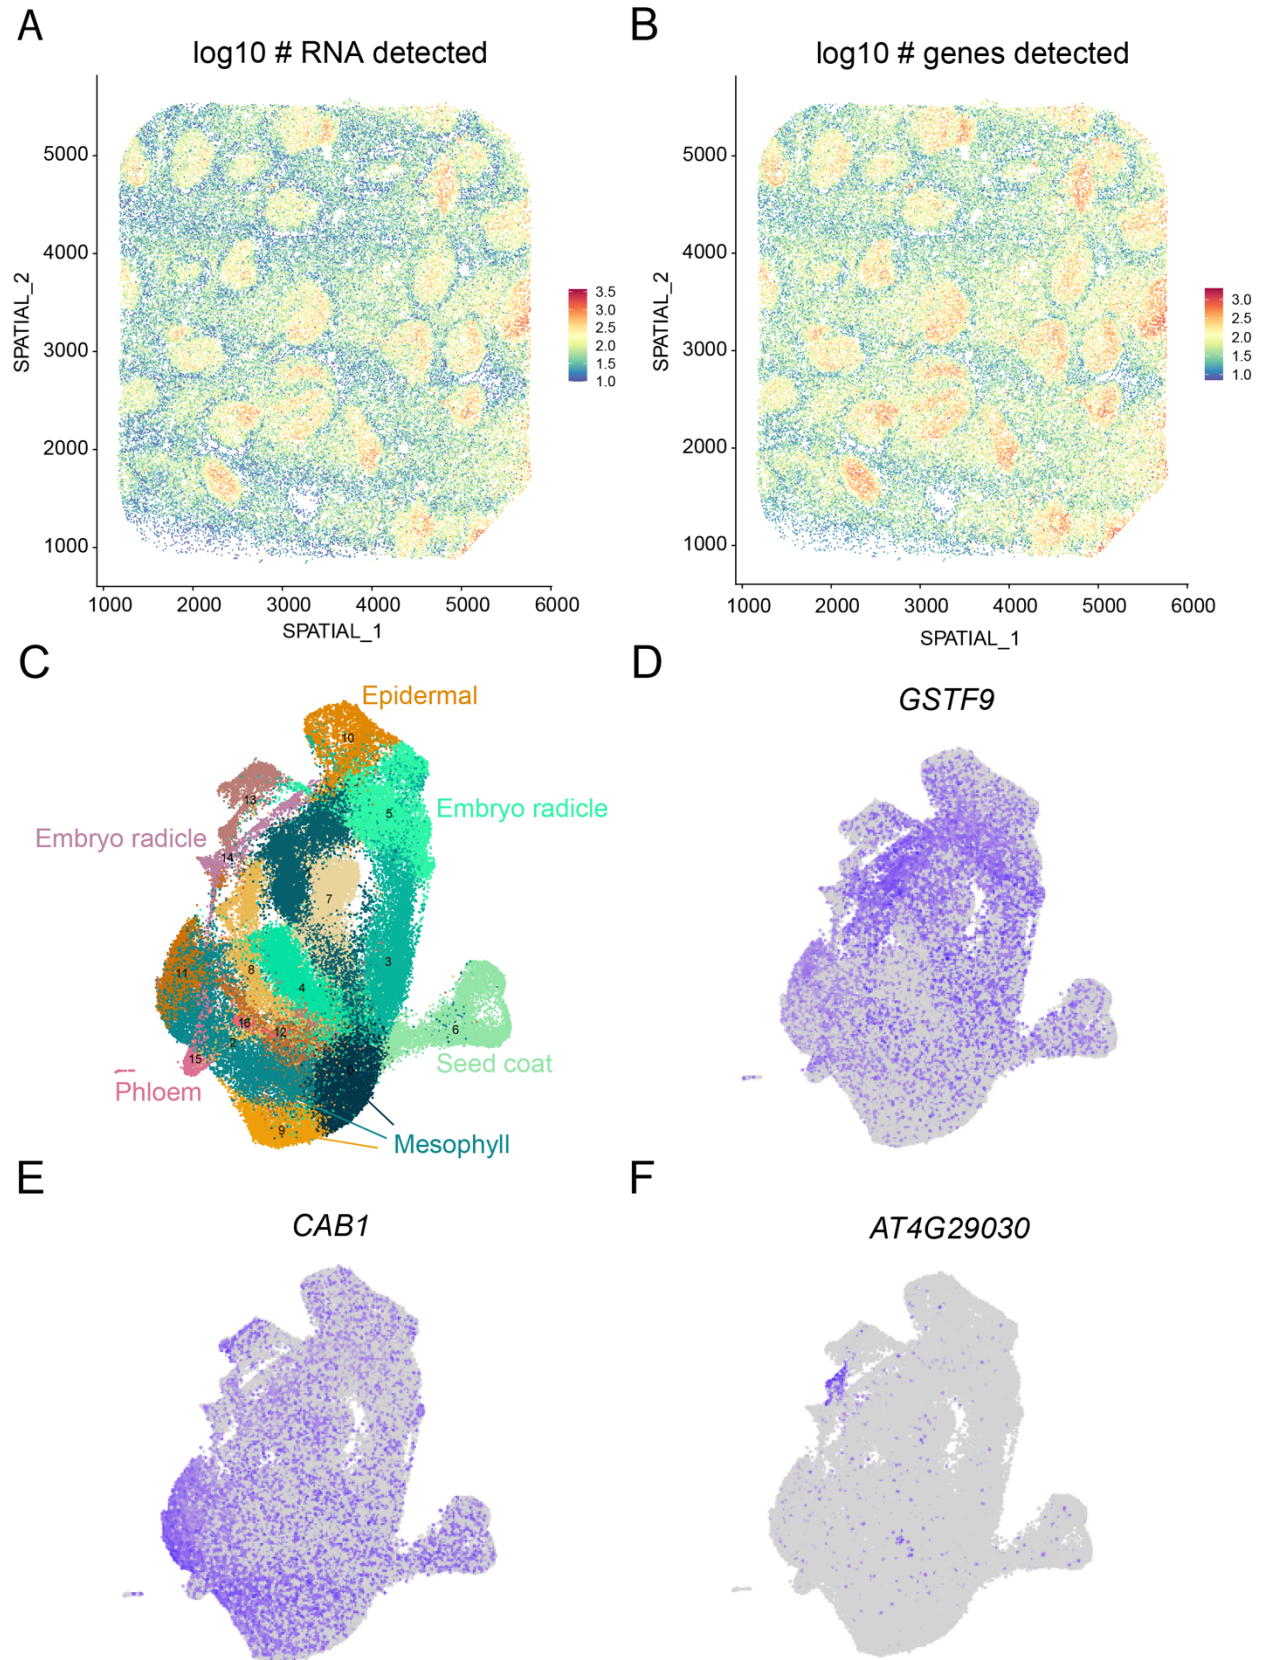 A
log10 # RNA detected
5000
4000
3000
2000
1000
SPATIAL_2
1000 2000 3000 4000 5000 6000
SPATIAL_1
3.5
3.0
2.5
2.0
1.5
1.0
B
log10 # genes detected
5000
4000
3000
2000
1000
SPATIAL_2
1000 2000 3000 4000 5000 6000
SPATIAL_1
3.0
2.5
2.0
1.5
1.0
C
Epidermal
10
13
5
Embryo radicle
Embryo radicle
14
7
11
8
3
4
16
12
6
2
15
Seed coat
Phloem
9
Mesophyll
D
GSTF9
E
CAB1
F
AT4G29030